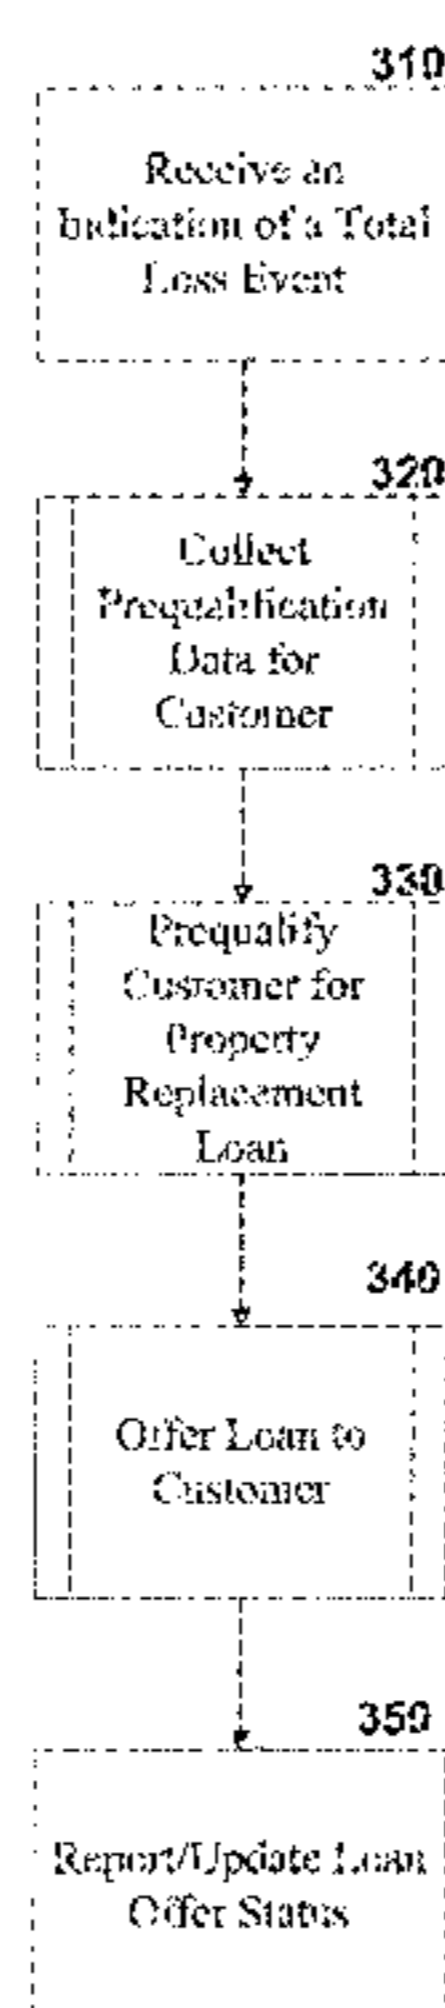 310
Receive an
Indication of a Total
Loss Event
320
Collect
Prequalification
Data for
Customer
330
Prequalify
Customer for
Property
Replacement
Loan
340
Offer Loan to
Customer
350
Report/Update Loan
Offer Status